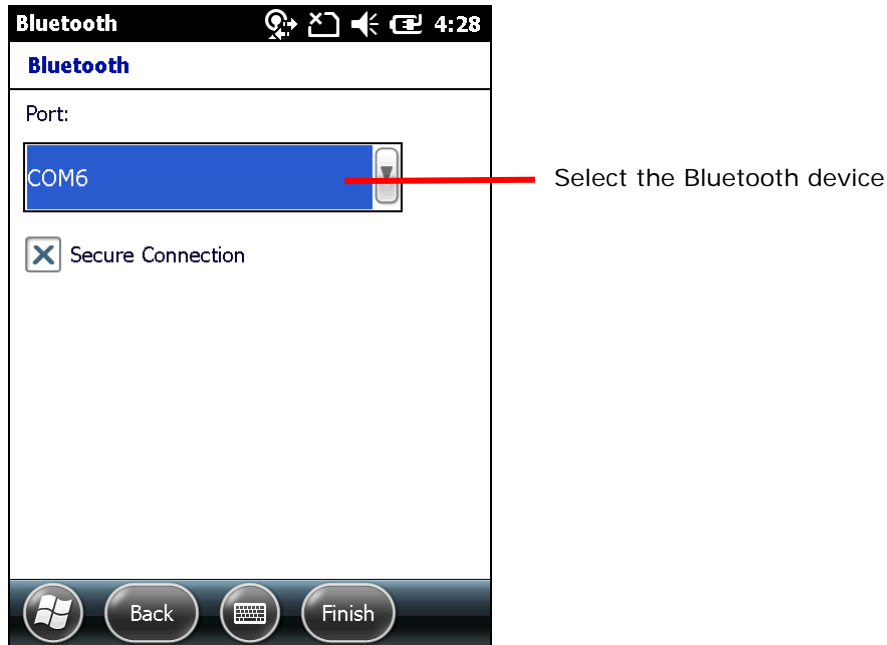 Bluetooth 4:28
Bluetooth
Port:
COM6
Select the Bluetooth device
Secure Connection
Back Finish